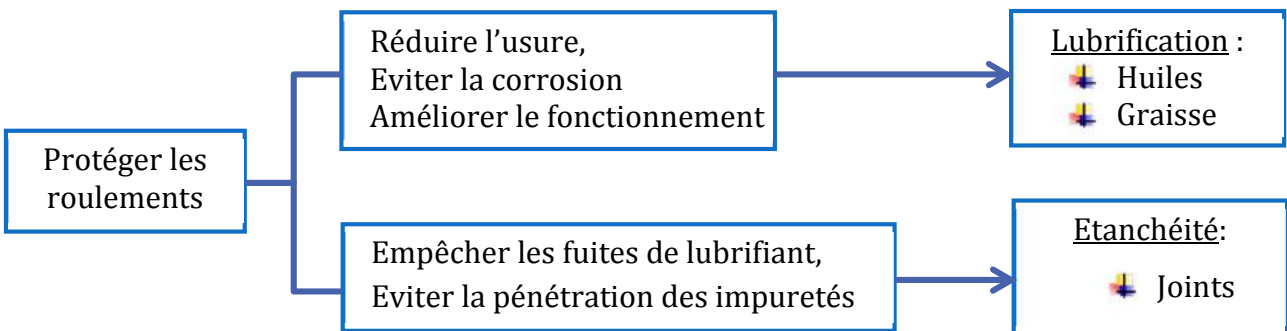 Protéger les
roulements
Réduire l’usure,
Eviter la corrosion
Améliorer le fonctionnement
Lubrification :
Huiles
Graisse
Empêcher les fuites de lubrifiant,
Eviter la pénétration des impuretés
Etanchéité:
Joints